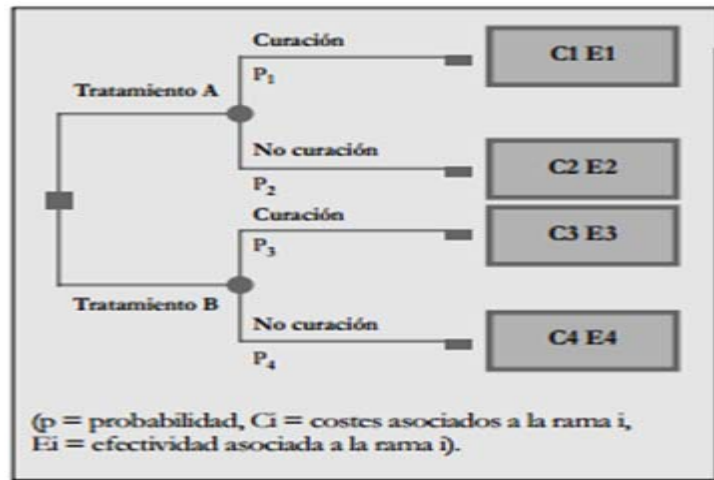 Curación
C1 E1
P₁
Tratamiento A
No curación
C2 E2
P₂
Curación
C3 E3
P₃
Tratamiento B
No curación
C4 E4
P₄
(p = probabilidad, Ci = costes asociados a la rama i,
Ei = efectividad asociada a la rama i).